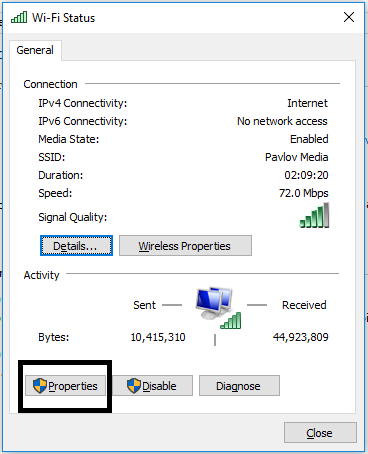 Wi-Fi Status
General
Connection
IPv4 Connectivity: Internet
IPv6 Connectivity: No network access
Media State: Enabled
SSID: Pavlov Media
Duration: 02:09:20
Speed: 72.0 Mbps
Signal Quality:
Details... Wireless Properties
Activity
Sent Received
Bytes: 10,415,310 44,923,809
Properties Disable Diagnose
Close